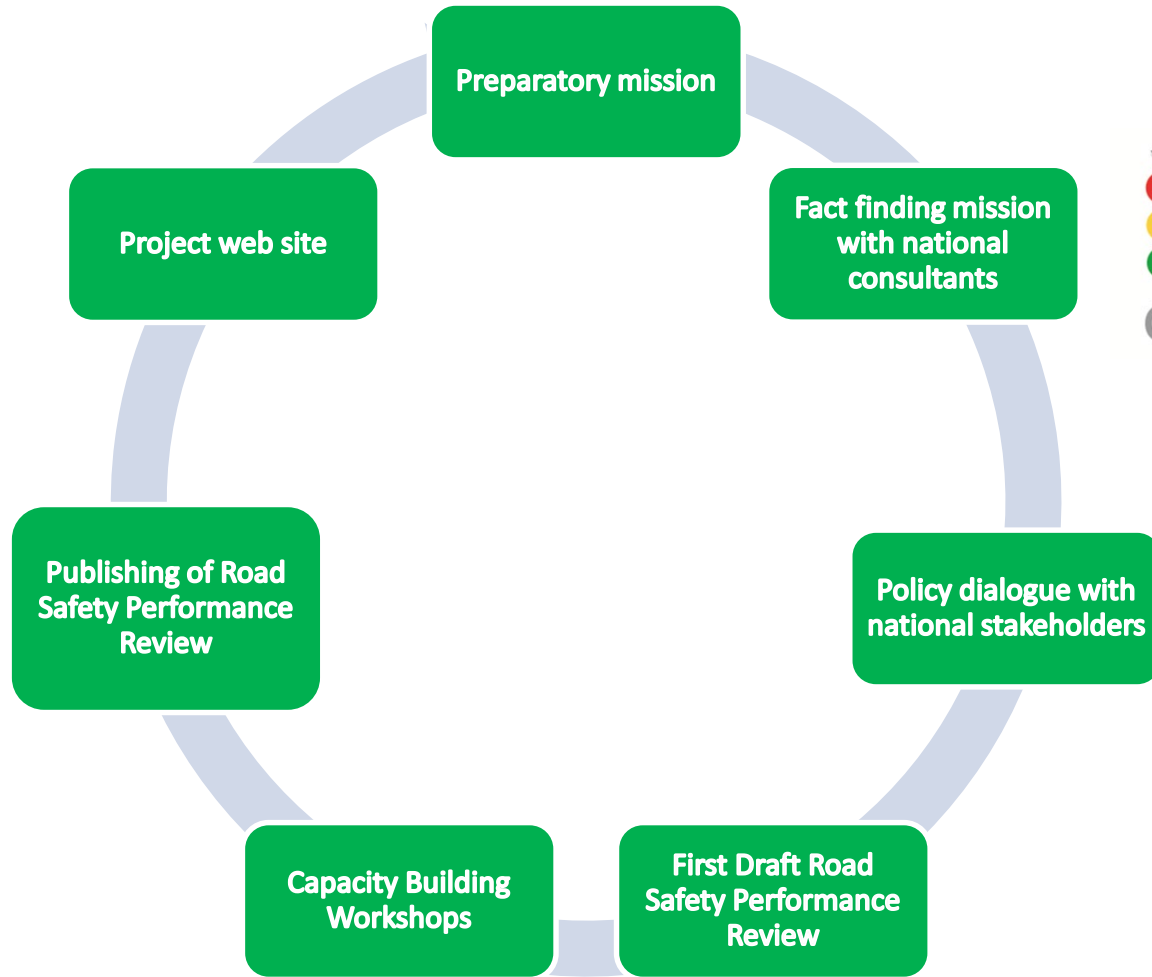 Preparatory mission
Fact finding mission
with national
consultants
Policy dialogue with
national stakeholders
First Draft Road
Safety Performance
Review
Capacity Building
Workshops
Publishing of Road
Safety Performance
Review
Project web site